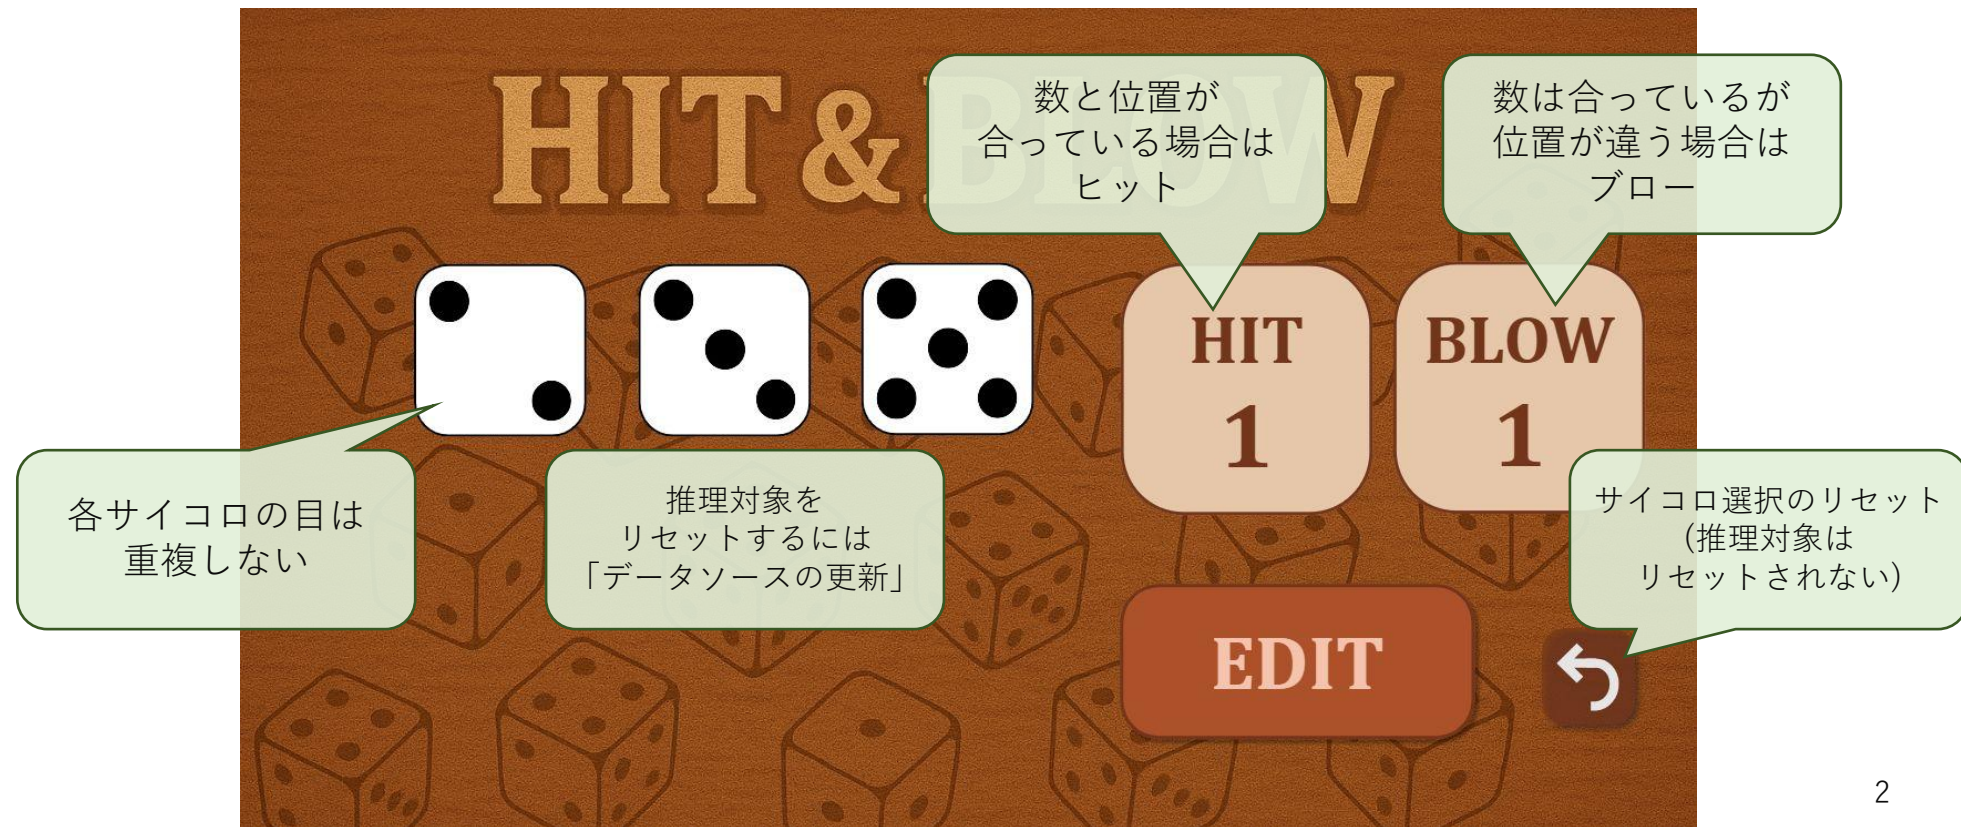 HIT & BLOW
数と位置が
合っている場合は
ヒット
数は合っているが
位置が違う場合は
ブロー
HIT
1
BLOW
1
各サイコロの目は
重複しない
推理対象を
リセットするには
「データソースの更新」
サイコロ選択のリセット
(推理対象は
リセットされない)
EDIT
2